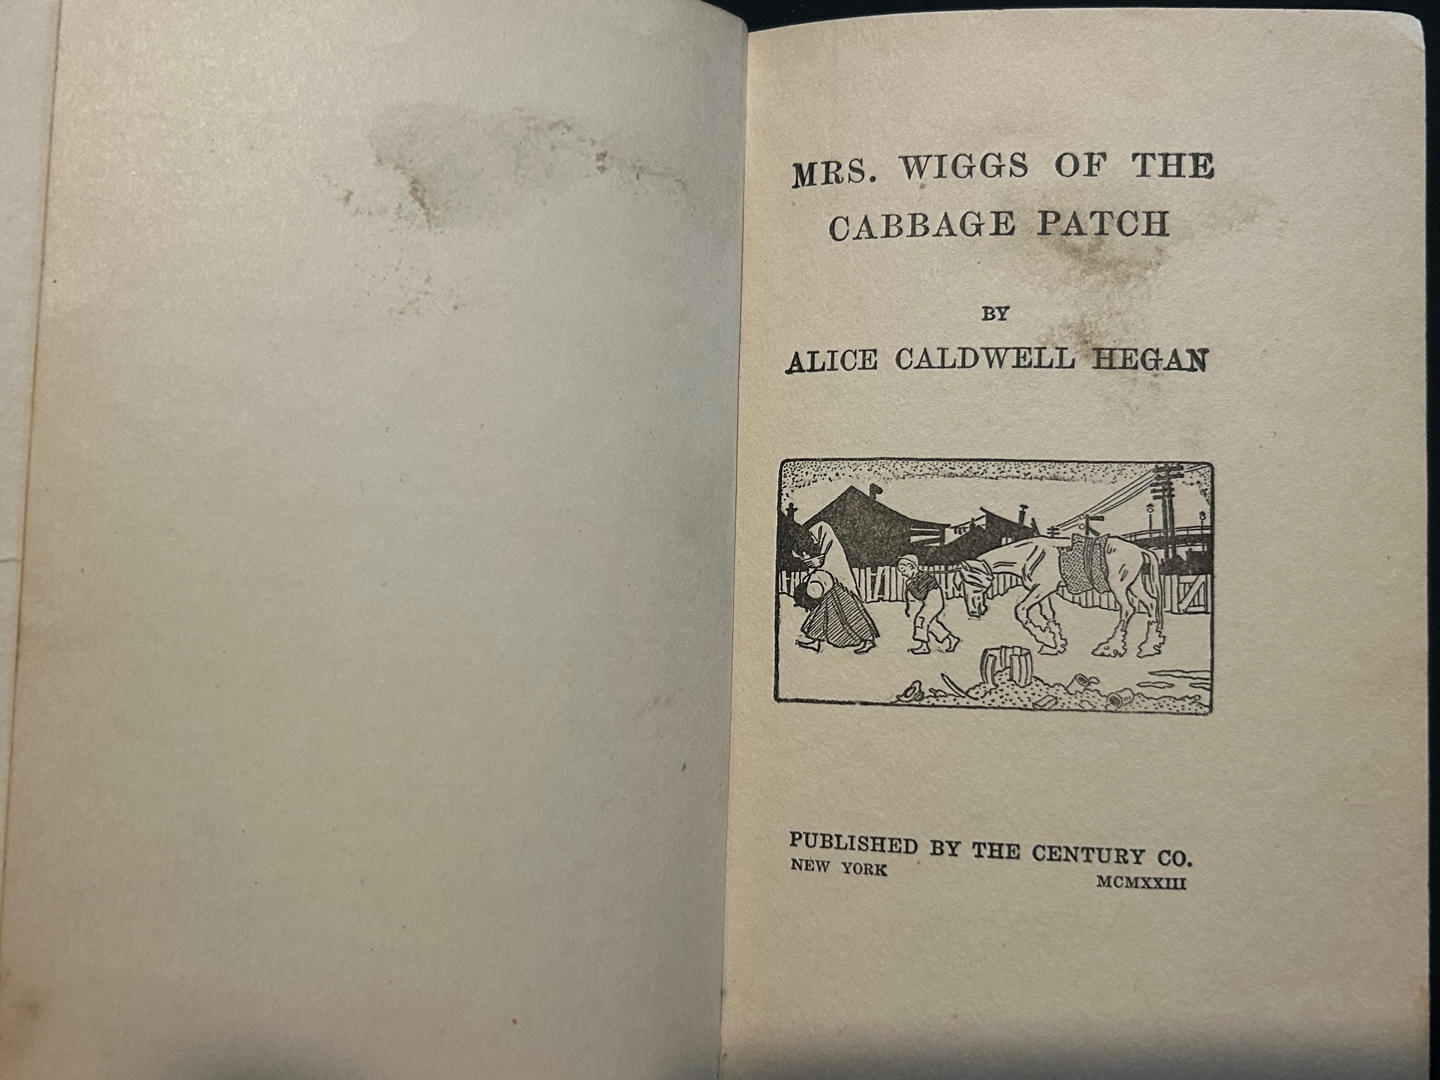 MRS. WIGGS OF THE
CABBAGE PATCH
BY
ALICE CALDWELL HEGAN
PUBLISHED BY THE CENTURY CO.
NEW YORK MCMXXIII